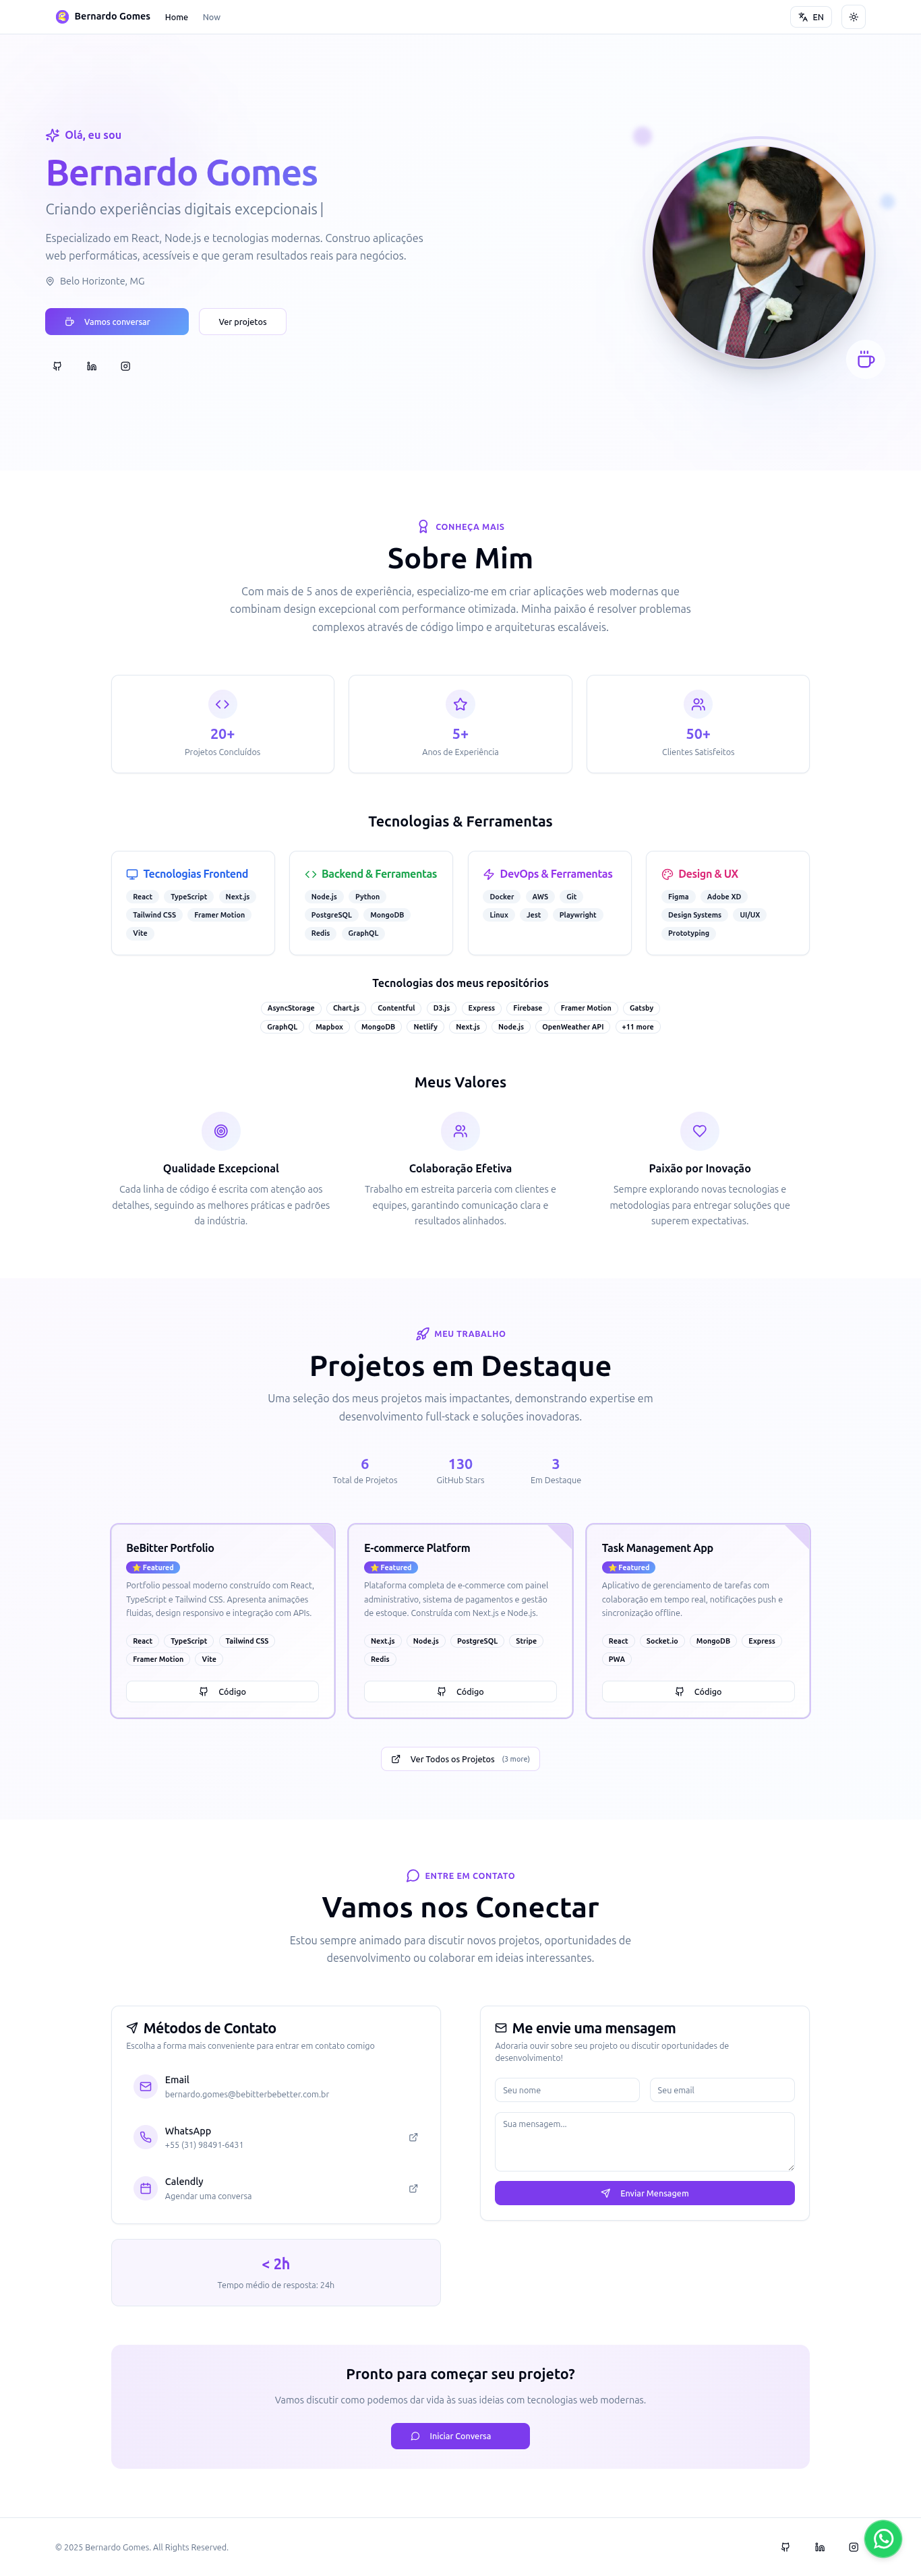 Bernardo Gomes Home Now EN
Olá, eu sou
Bernardo Gomes
Criando experiências digitais excepcionais|
Especializado em React, Node.js e tecnologias modernas. Construo aplicações
web performáticas, acessíveis e que geram resultados reais para negócios.
Belo Horizonte, MG
Vamos conversar Ver projetos
CONHEÇA MAIS
Sobre Mim
Com mais de 5 anos de experiência, especializo-me em criar aplicações web modernas que
combinam design excepcional com performance otimizada. Minha paixão é resolver problemas
complexos através de código limpo e arquiteturas escaláveis.
20+
Projetos Concluídos
5+
Anos de Experiência
50+
Clientes Satisfeitos
Tecnologias & Ferramentas
Tecnologias Frontend
React TypeScript Next.js
Tailwind CSS Framer Motion
Vite
Backend & Ferramentas
Node.js Python
PostgreSQL MongoDB
Redis GraphQL
DevOps & Ferramentas
Docker AWS Git
Linux Jest Playwright
Design & UX
Figma Adobe XD
Design Systems UI/UX
Prototyping
Tecnologias dos meus repositórios
AsyncStorage Chart.js Contentful D3.js Express Firebase Framer Motion Gatsby
GraphQL Mapbox MongoDB Netlify Next.js Node.js OpenWeather API +11 more
Meus Valores
Qualidade Excepcional
Cada linha de código é escrita com atenção aos
detalhes, seguindo as melhores práticas e padrões
da indústria.
Colaboração Efetiva
Trabalho em estreita parceria com clientes e
equipes, garantindo comunicação clara e
resultados alinhados.
Paixão por Inovação
Sempre explorando novas tecnologias e
metodologias para entregar soluções que
superem expectativas.
MEU TRABALHO
Projetos em Destaque
Uma seleção dos meus projetos mais impactantes, demonstrando expertise em
desenvolvimento full-stack e soluções inovadoras.
6
Total de Projetos
130
GitHub Stars
3
Em Destaque
BeBitter Portfolio
⭐ Featured
Portfolio pessoal moderno construído com React,
TypeScript e Tailwind CSS. Apresenta animações
fluidas, design responsivo e integração com APIs.
React TypeScript Tailwind CSS
Framer Motion Vite
Código
E-commerce Platform
⭐ Featured
Plataforma completa de e-commerce com painel
administrativo, sistema de pagamentos e gestão
de estoque. Construída com Next.js e Node.js.
Next.js Node.js PostgreSQL Stripe
Redis
Código
Task Management App
⭐ Featured
Aplicativo de gerenciamento de tarefas com
colaboração em tempo real, notificações push e
sincronização offline.
React Socket.io MongoDB Express
PWA
Código
Ver Todos os Projetos (3 more)
ENTRE EM CONTATO
Vamos nos Conectar
Estou sempre animado para discutir novos projetos, oportunidades de
desenvolvimento ou colaborar em ideias interessantes.
Métodos de Contato
Escolha a forma mais conveniente para entrar em contato comigo
Email
bernardo.gomes@bebitterbebetter.com.br
WhatsApp
+55 (31) 98491-6431
Calendly
Agendar uma conversa
< 2h
Tempo médio de resposta: 24h
Me envie uma mensagem
Adoraria ouvir sobre seu projeto ou discutir oportunidades de
desenvolvimento!
Seu nome Seu email
Sua mensagem...
Enviar Mensagem
Pronto para começar seu projeto?
Vamos discutir como podemos dar vida às suas ideias com tecnologias web modernas.
Iniciar Conversa
© 2025 Bernardo Gomes. All Rights Reserved.